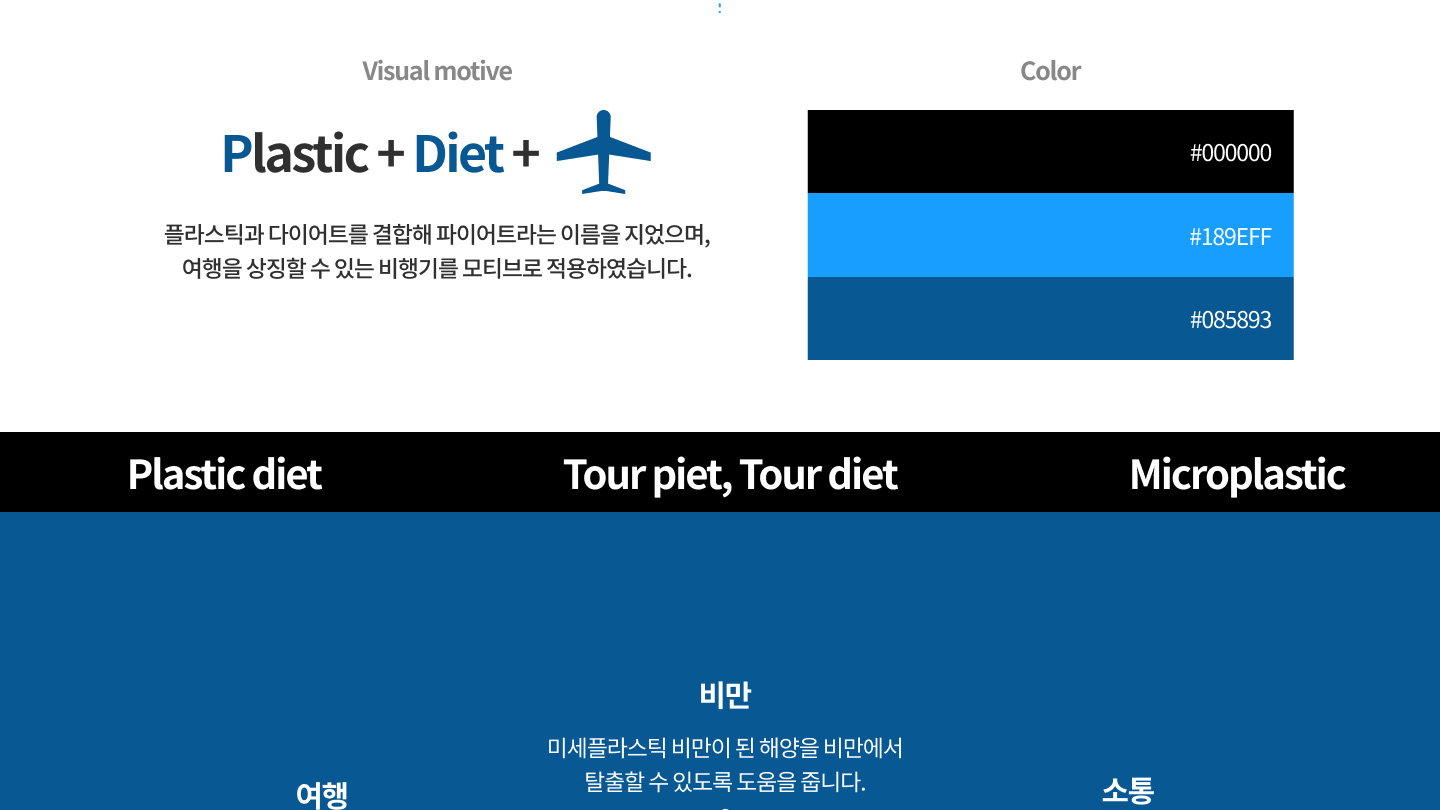 Visual motive
Plastic + Diet +
플라스틱과 다이어트를 결합해 파이어트라는 이름을 지었으며,
여행을 상징할 수 있는 비행기를 모티브로 적용하였습니다.
Color
#000000
#189EFF
#085893
Plastic diet
Tour piet, Tour diet
Microplastic
비만
미세플라스틱 비만이 된 해양을 비만에서
탈출할 수 있도록 도움을 줍니다.
여행
소통